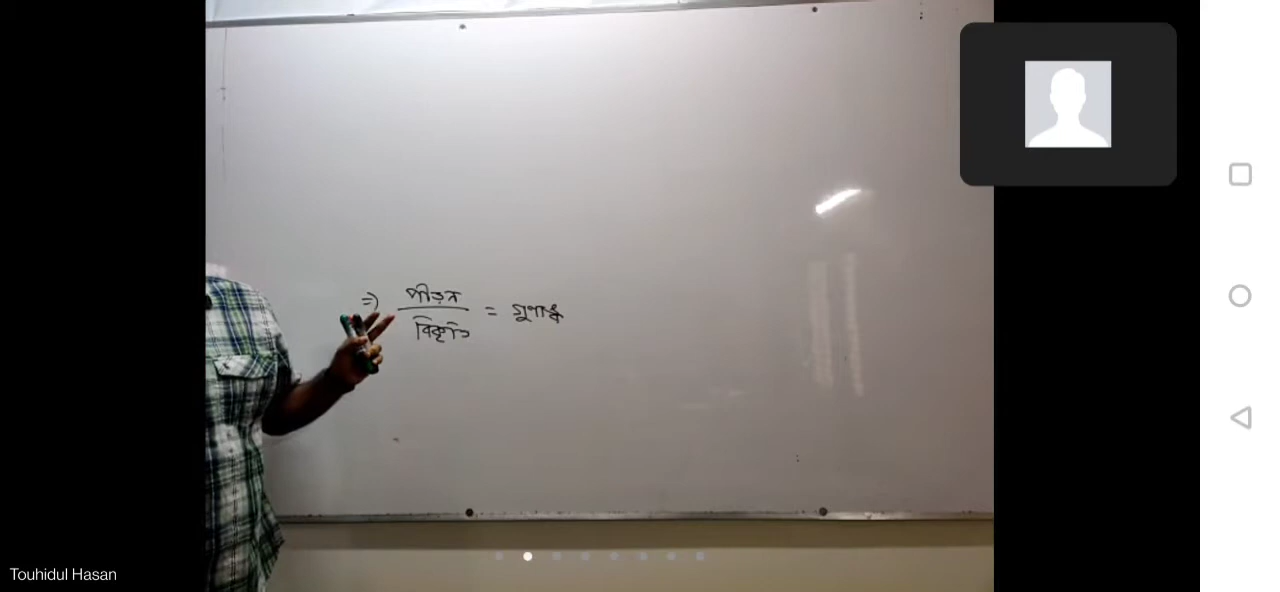 ⇒ পীড়ন / বিকৃতি = গুণাঙ্ক
Touhidul Hasan